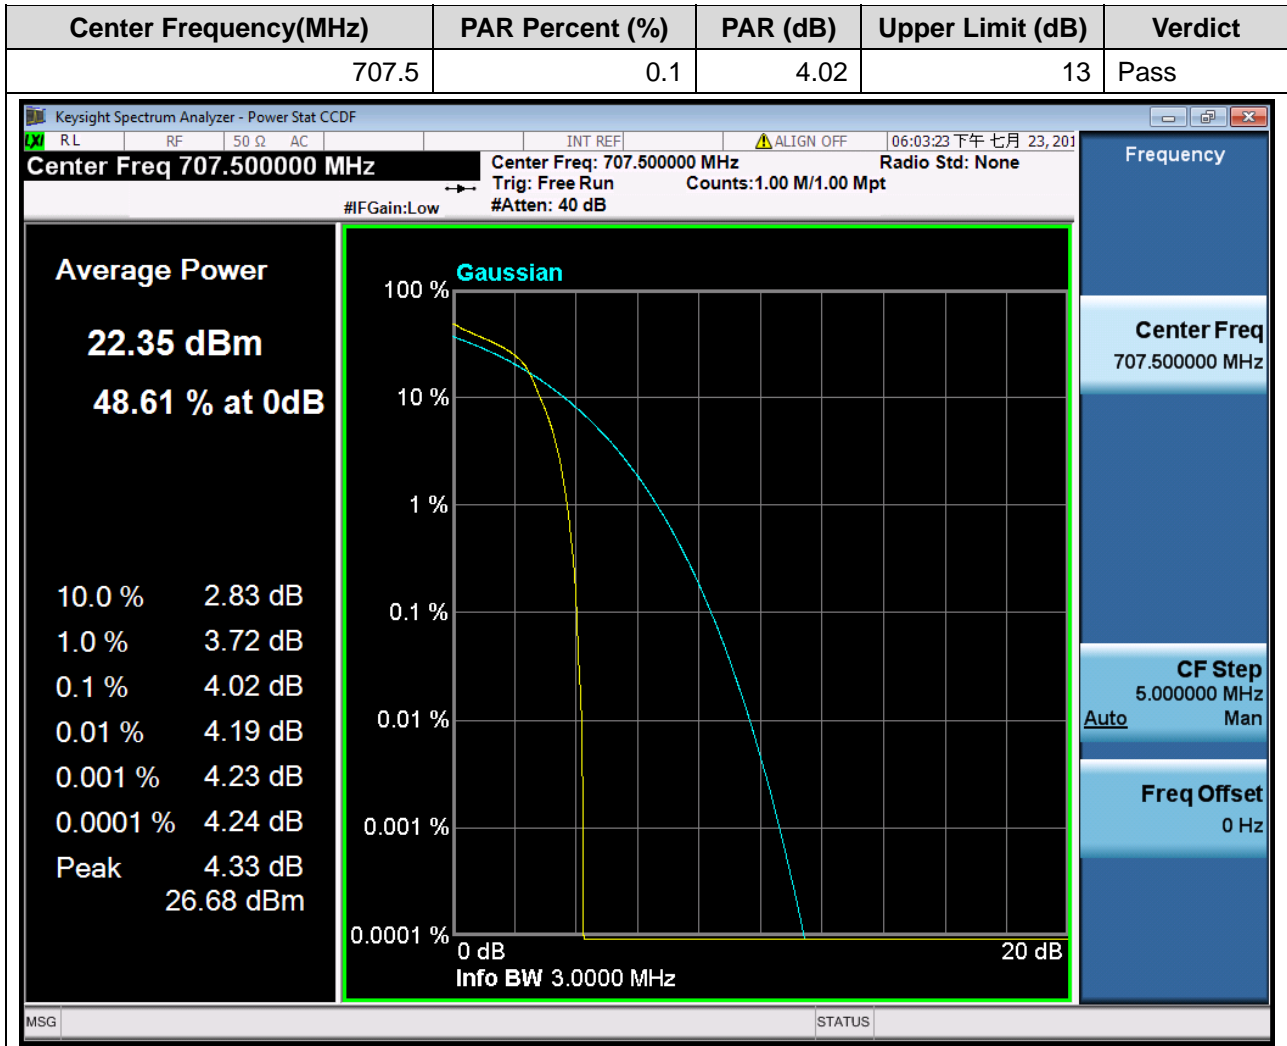 Center Frequency(MHz) PAR Percent (%) PAR (dB) Upper Limit (dB) Verdict
707.5 0.1 4.02 13 Pass
Keysight Spectrum Analyzer - Power Stat CCDF
LXI RL RF 50 Ω AC INT REF ALIGN OFF 06:03:23 下午 七月 23, 201
Center Freq 707.500000 MHz
Center Freq: 707.500000 MHz Radio Std: None
Trig: Free Run Counts:1.00 M/1.00 Mpt
#IFGain:Low #Atten: 40 dB
Average Power
22.35 dBm
48.61 % at 0dB
10.0 % 2.83 dB
1.0 % 3.72 dB
0.1 % 4.02 dB
0.01 % 4.19 dB
0.001 % 4.23 dB
0.0001 % 4.24 dB
Peak 4.33 dB
26.68 dBm
Gaussian
100 %
10 %
1 %
0.1 %
0.01 %
0.001 %
0.0001 %
0 dB 20 dB
Info BW 3.0000 MHz
Frequency
Center Freq
707.500000 MHz
CF Step
5.000000 MHz
Auto Man
Freq Offset
0 Hz
MSG STATUS